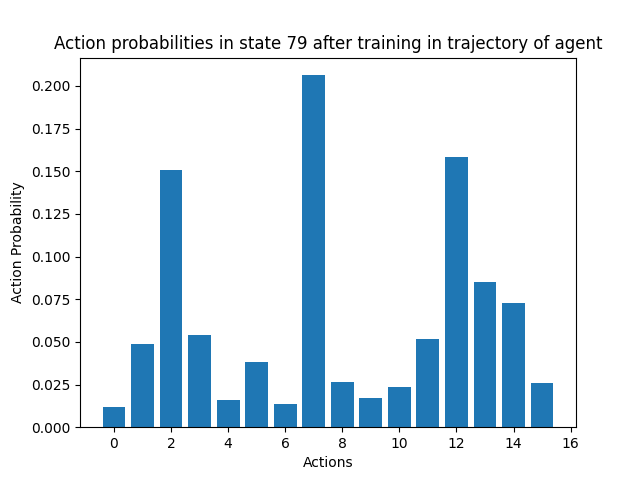 Action probabilities in state 79 after training in trajectory of agent
0.200
0.175
0.150
0.125
0.100
0.075
0.050
0.025
0.000
Action Probability
0 2 4 6 8 10 12 14 16
Actions